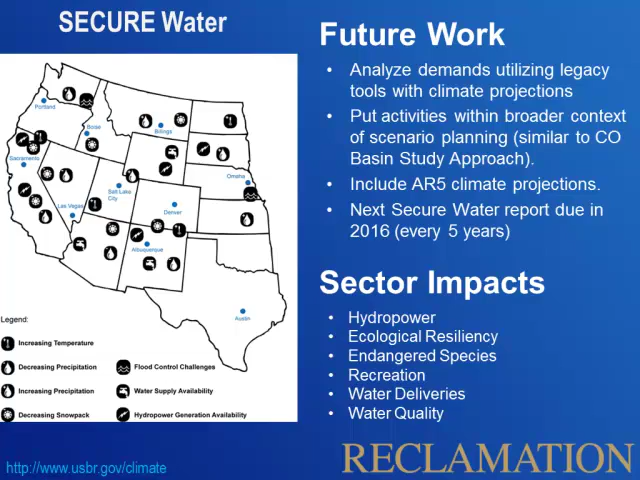 SECURE Water
Portland
Boise
Billings
Sacramento
Salt Lake
City
Omaha
Las Vegas
Denver
Albuquerque
Austin
Legend:
Increasing Temperature
Decreasing Precipitation
Flood Control Challenges
Increasing Precipitation
Water Supply Availability
Decreasing Snowpack
Hydropower Generation Availability
http://www.usbr.gov/climate
Future Work
• Analyze demands utilizing legacy
tools with climate projections
• Put activities within broader context
of scenario planning (similar to CO
Basin Study Approach).
• Include AR5 climate projections.
• Next Secure Water report due in
2016 (every 5 years)
Sector Impacts
• Hydropower
• Ecological Resiliency
• Endangered Species
• Recreation
• Water Deliveries
• Water Quality
RECLAMATION